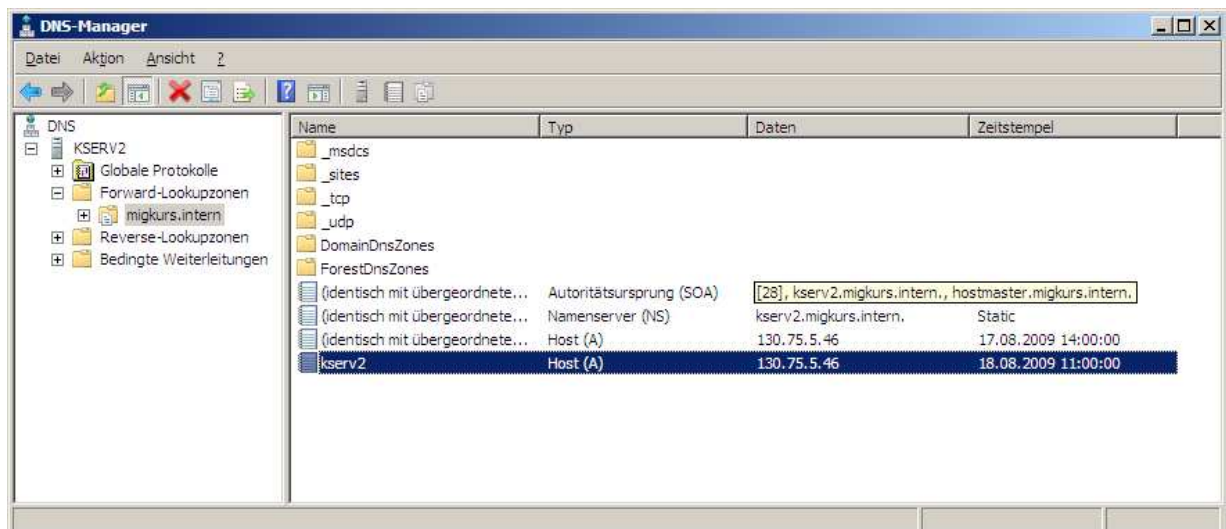 DNS-Manager
Datei Aktion Ansicht ?
DNS
KSERV2
Globale Protokolle
Forward-Lookupzonen
migkurs.intern
Reverse-Lookupzonen
Bedingte Weiterleitungen
Name Typ Daten Zeitstempel
_msdcs
_sites
_tcp
_udp
DomainDnsZones
ForestDnsZones
(identisch mit übergeordnete... Autoritätsursprung (SOA) [28], kserv2.migkurs.intern., hostmaster.migkurs.intern.
(identisch mit übergeordnete... Namenserver (NS) kserv2.migkurs.intern. Static
(identisch mit übergeordnete... Host (A) 130.75.5.46 17.08.2009 14:00:00
kserv2 Host (A) 130.75.5.46 18.08.2009 11:00:00